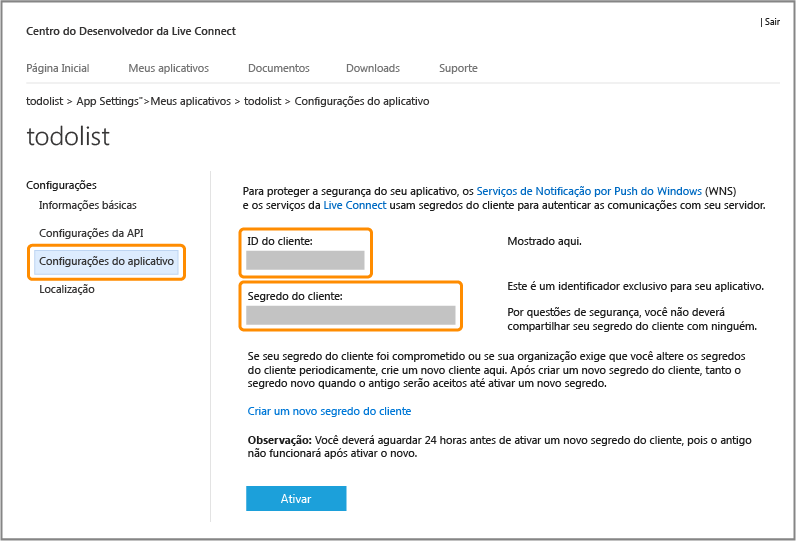 Centro do Desenvolvedor da Live Connect
| Sair
Página Inicial Meus aplicativos Documentos Downloads Suporte
todolist > App Settings">Meus aplicativos > todolist > Configurações do aplicativo
todolist
Configurações
Informações básicas
Configurações da API
Configurações do aplicativo
Localização
Para proteger a segurança do seu aplicativo, os Serviços de Notificação por Push do Windows (WNS)
e os serviços da Live Connect usam segredos do cliente para autenticar as comunicações com seu servidor.
ID do cliente:
Mostrado aqui.
Este é um identificador exclusivo para seu aplicativo.
Segredo do cliente:
Por questões de segurança, você não deverá
compartilhar seu segredo do cliente com ninguém.
Se seu segredo do cliente foi comprometido ou se sua organização exige que você altere os segredos
do cliente periodicamente, crie um novo cliente aqui. Após criar um novo segredo do cliente, tanto o
segredo novo quando o antigo serão aceitos até ativar um novo segredo.
Criar um novo segredo do cliente
Observação: Você deverá aguardar 24 horas antes de ativar um novo segredo do cliente, pois o antigo
não funcionará após ativar o novo.
Ativar